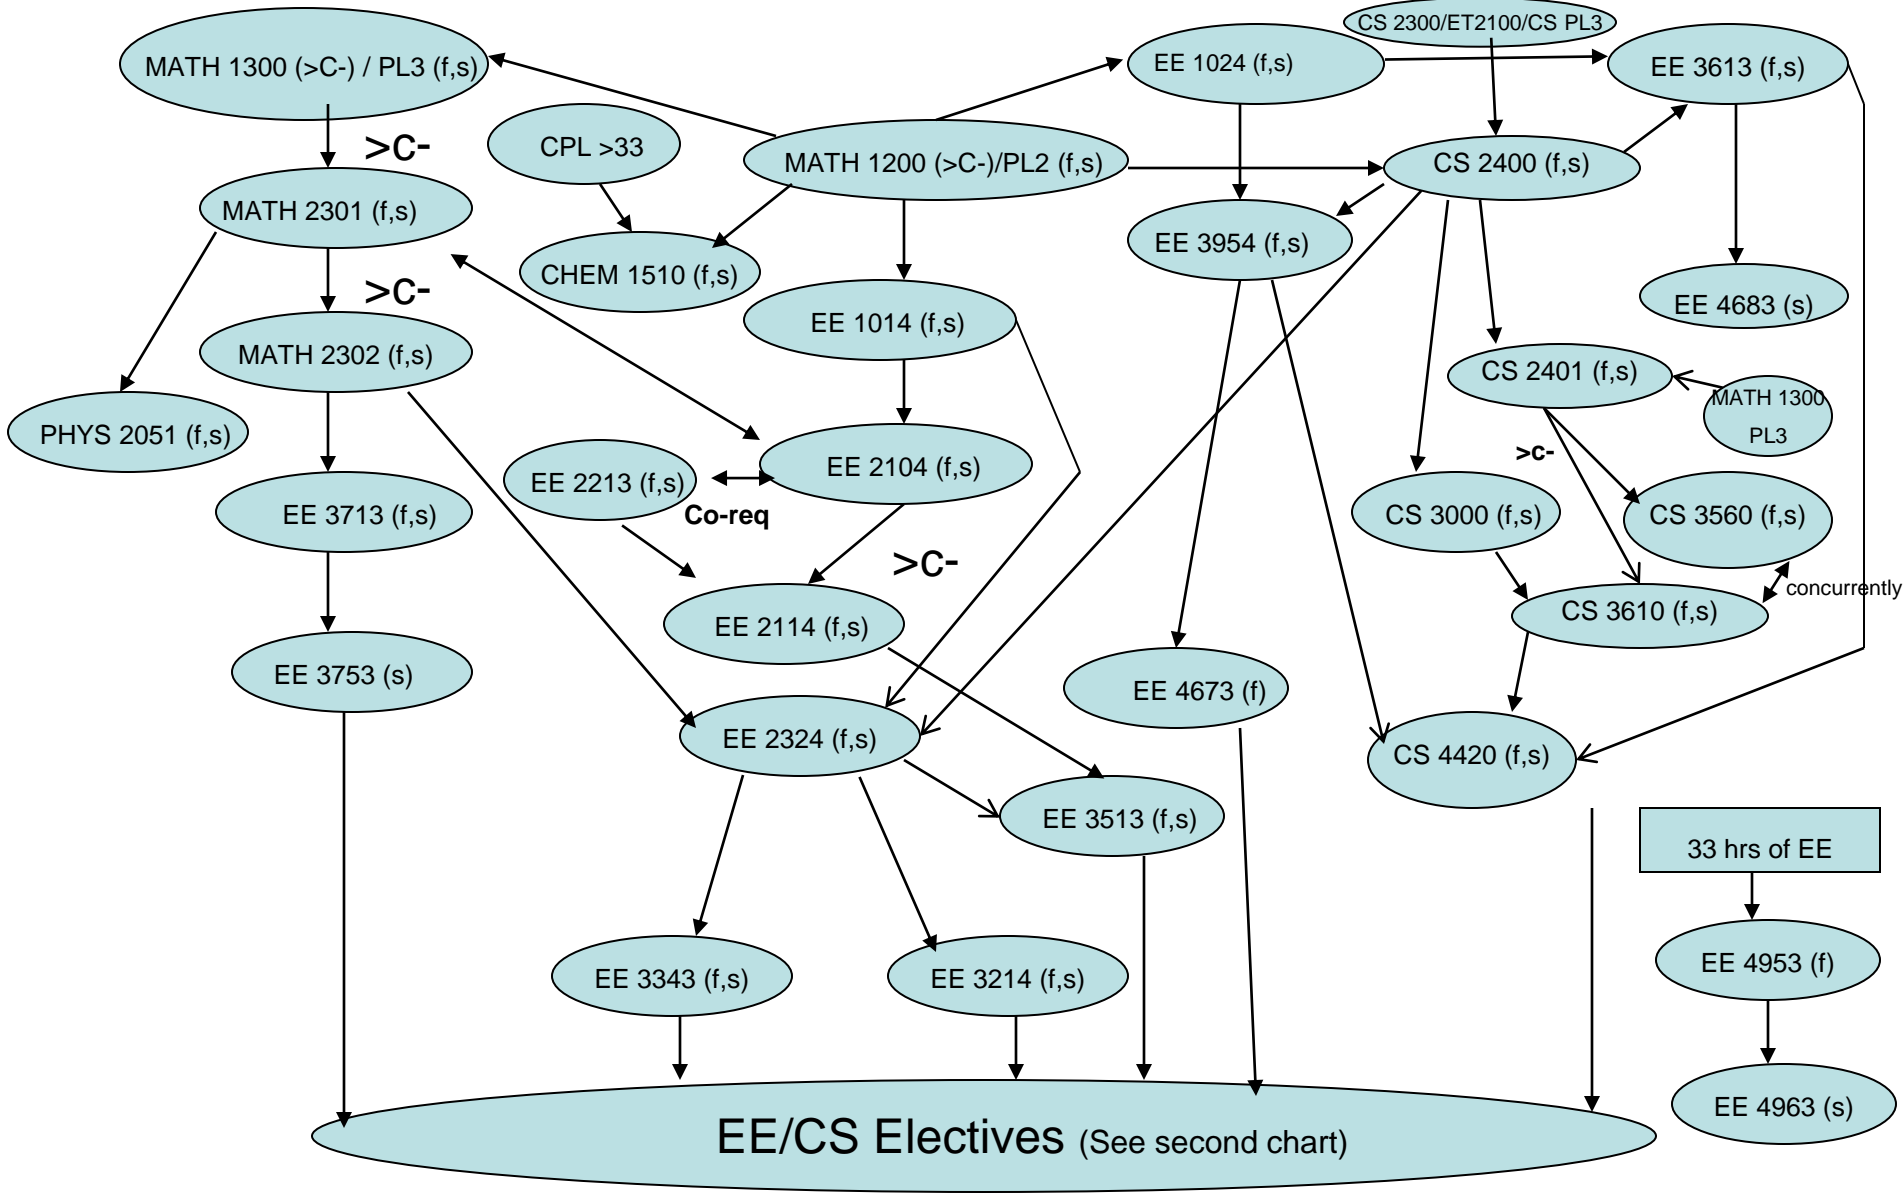 CS 2300/ET2100/CS PL3
MATH 1300 (>C-) / PL3 (f,s)
EE 1024 (f,s)
EE 3613 (f,s)
>C-
CPL >33
MATH 1200 (>C-)/PL2 (f,s)
CS 2400 (f,s)
MATH 2301 (f,s)
EE 3954 (f,s)
CHEM 1510 (f,s)
>C-
EE 4683 (s)
EE 1014 (f,s)
MATH 2302 (f,s)
CS 2401 (f,s)
MATH 1300
PL3
PHYS 2051 (f,s)
>C-
EE 2213 (f,s)
EE 2104 (f,s)
Co-req
EE 3713 (f,s)
CS 3000 (f,s)
CS 3560 (f,s)
>C-
concurrently
EE 2114 (f,s)
CS 3610 (f,s)
EE 3753 (s)
EE 4673 (f)
EE 2324 (f,s)
CS 4420 (f,s)
EE 3513 (f,s)
33 hrs of EE
EE 3343 (f,s)
EE 3214 (f,s)
EE 4953 (f)
EE 4963 (s)
EE/CS Electives (See second chart)